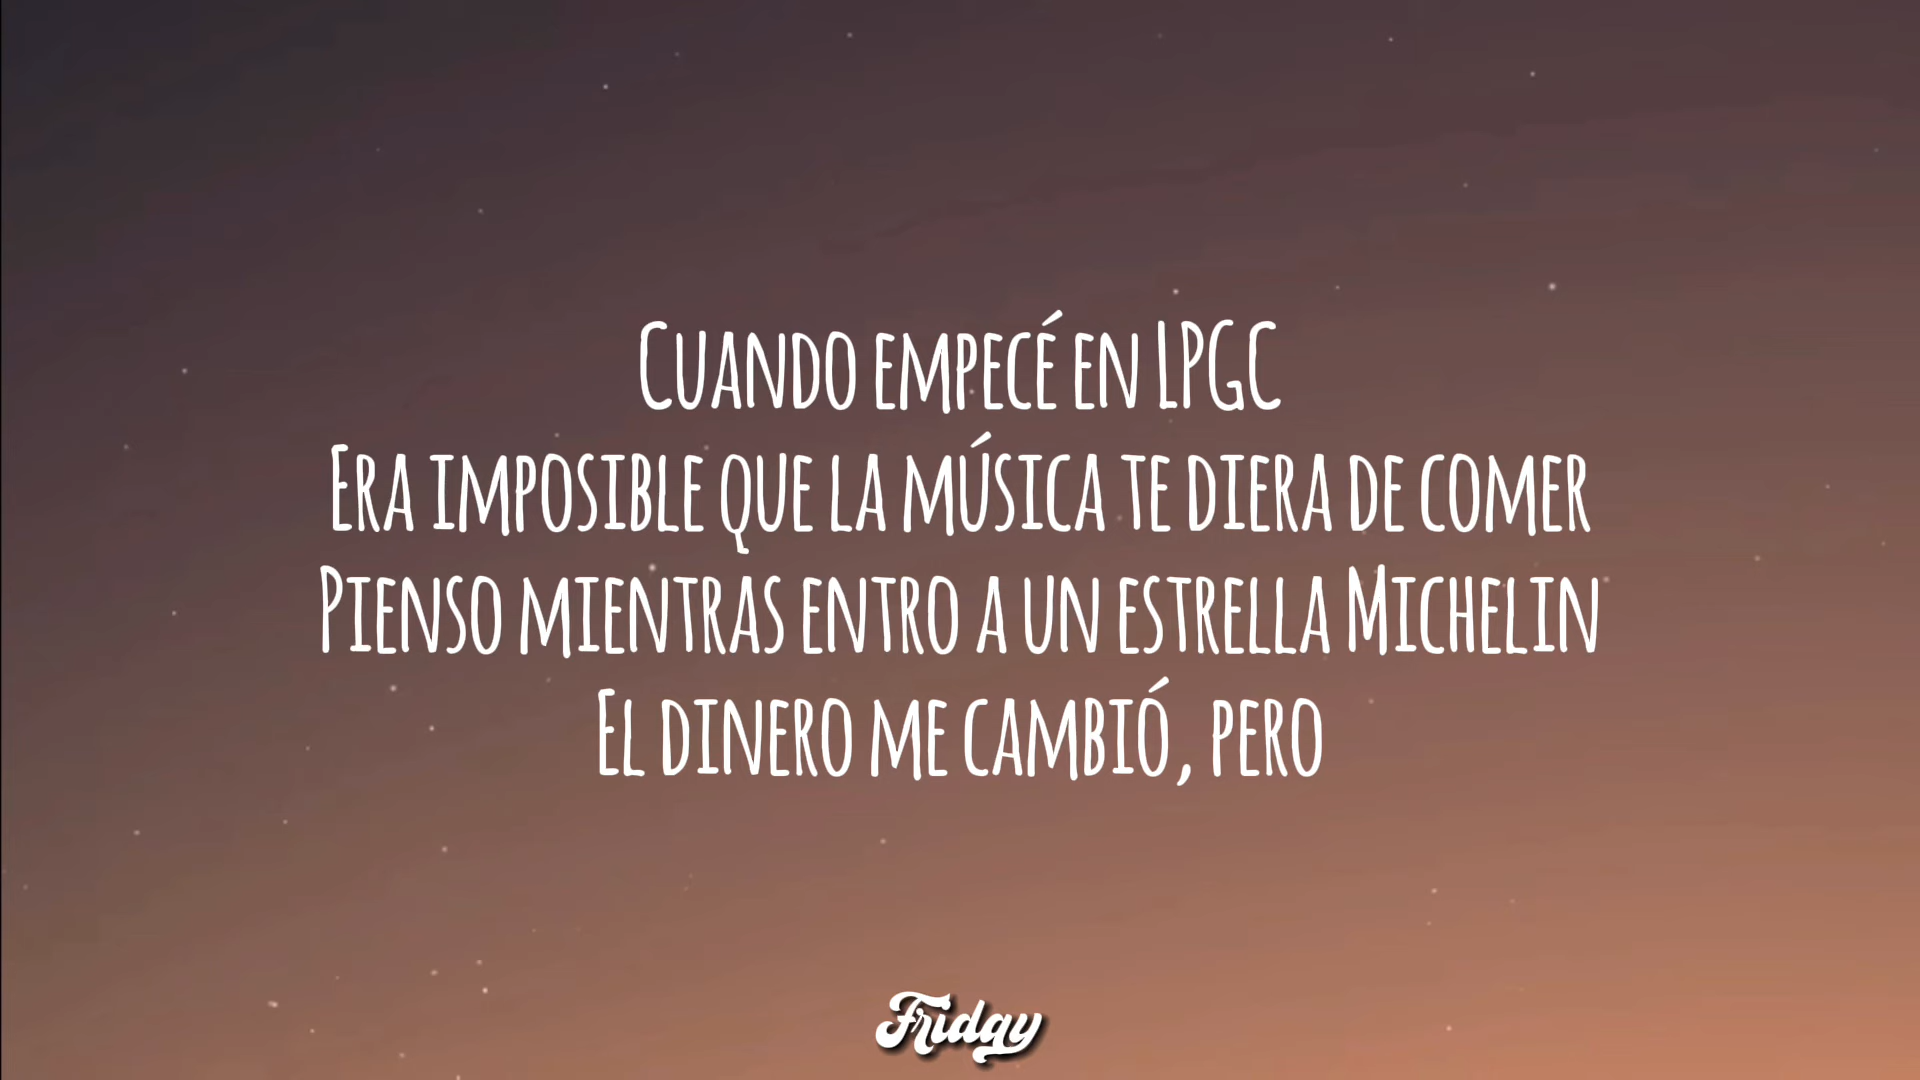 Cuando empecé en LPGC
Era imposible que la música te diera de comer
Pienso mientras entro a un estrella Michelin
El dinero me cambió, pero
Friday